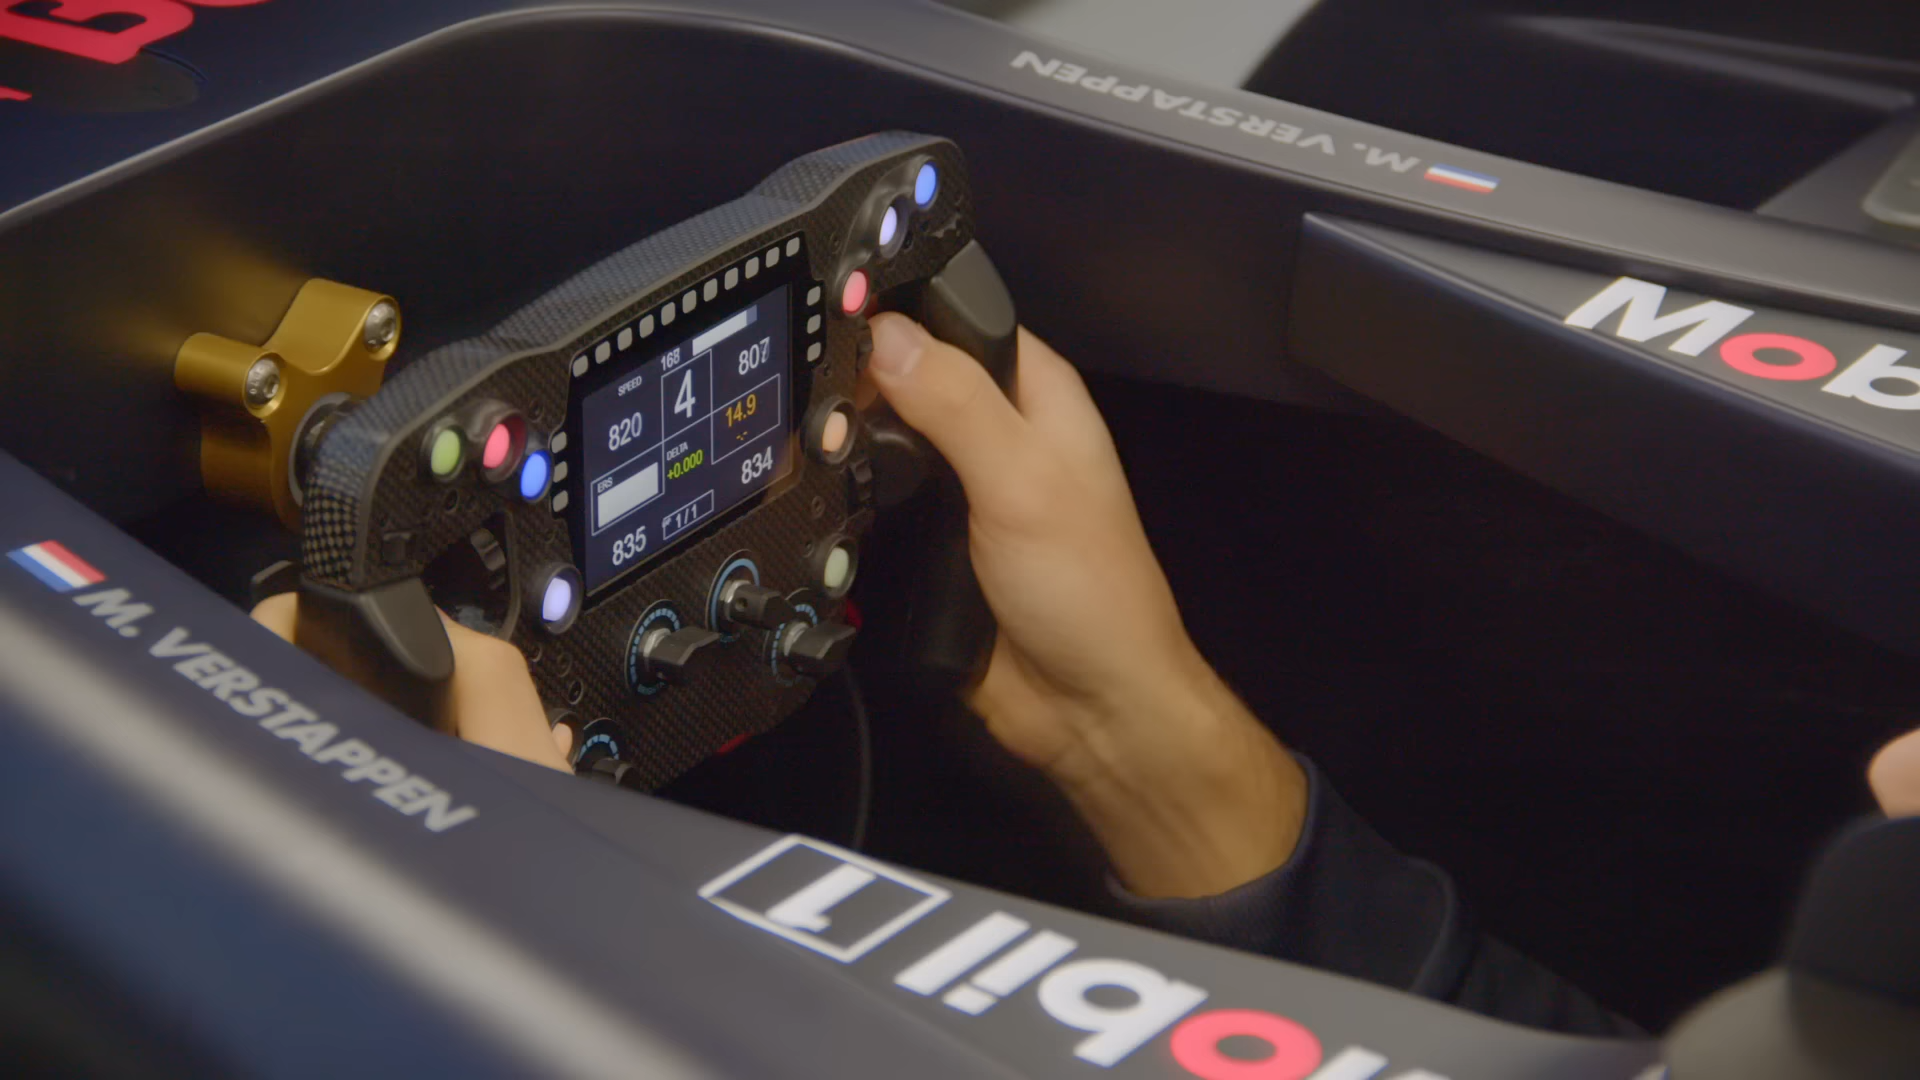 M. VERSTAPPEN
Mob
168
SPEED
4
807
820
14.9
-.-
DELTA
+0.000
834
ERS
1/1
835
M. VERSTAPPEN
1
Mobil